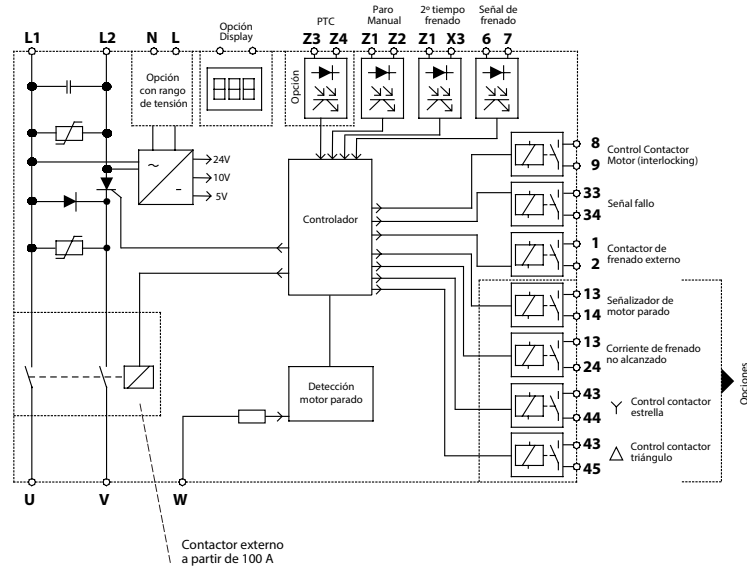 L1
L2
N
L
Opción
Display
PTC
Z3
Z4
Paro
Manual
Z1
Z2
2º tiempo
frenado
Z1
X3
Señal de
frenado
6
7
Opción
con rango
de tensión
Opción
24V
10V
5V
~
–
Controlador
8
9
Control Contactor
Motor (interlocking)
33
34
Señal fallo
1
2
Contactor de
frenado externo
13
14
Señalizador de
motor parado
13
24
Corriente de frenado
no alcanzado
43
44
Control contactor
estrella
43
45
Control contactor
triángulo
Opciones
Detección
motor parado
U
V
W
Contactor externo
a partir de 100 A